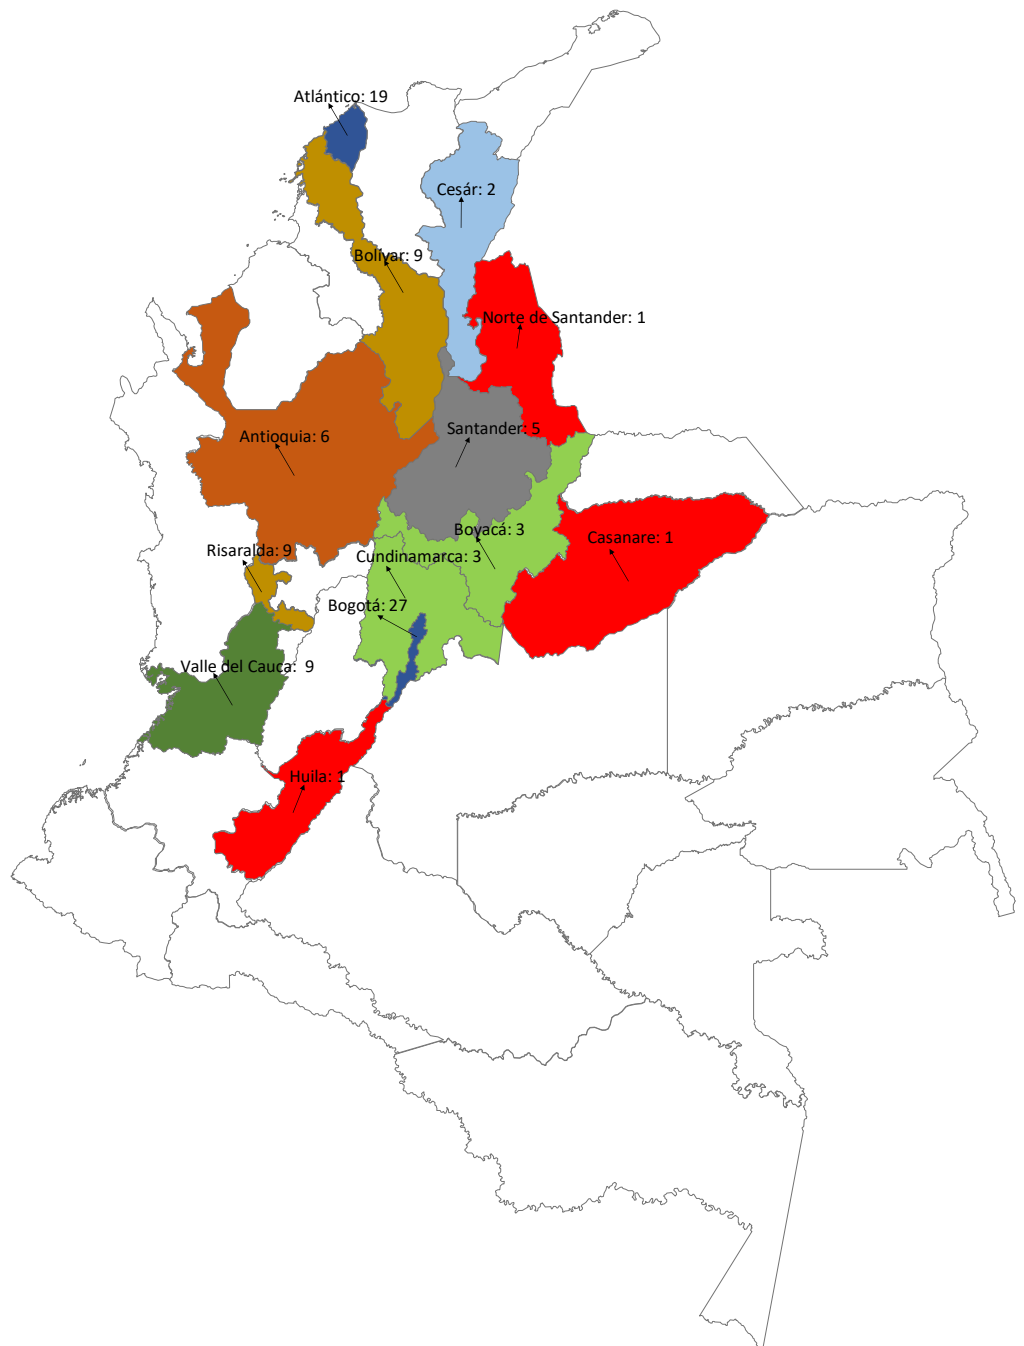 Atlántico: 19
Cesár: 2
Bolívar: 9
Norte de Santander: 1
Santander: 5
Antioquia: 6
Boyacá: 3
Casanare: 1
Risaralda: 9
Cundinamarca: 3
Bogotá: 27
Valle del Cauca: 9
Huila: 1